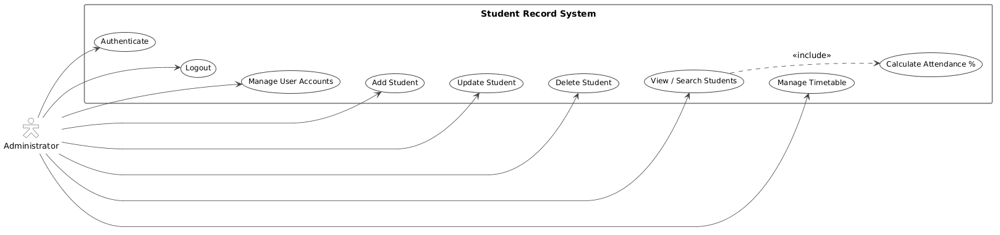 Student Record System
Authenticate
Logout
Manage User Accounts
Add Student
Update Student
Delete Student
View / Search Students
«include»
Calculate Attendance %
Manage Timetable
Administrator